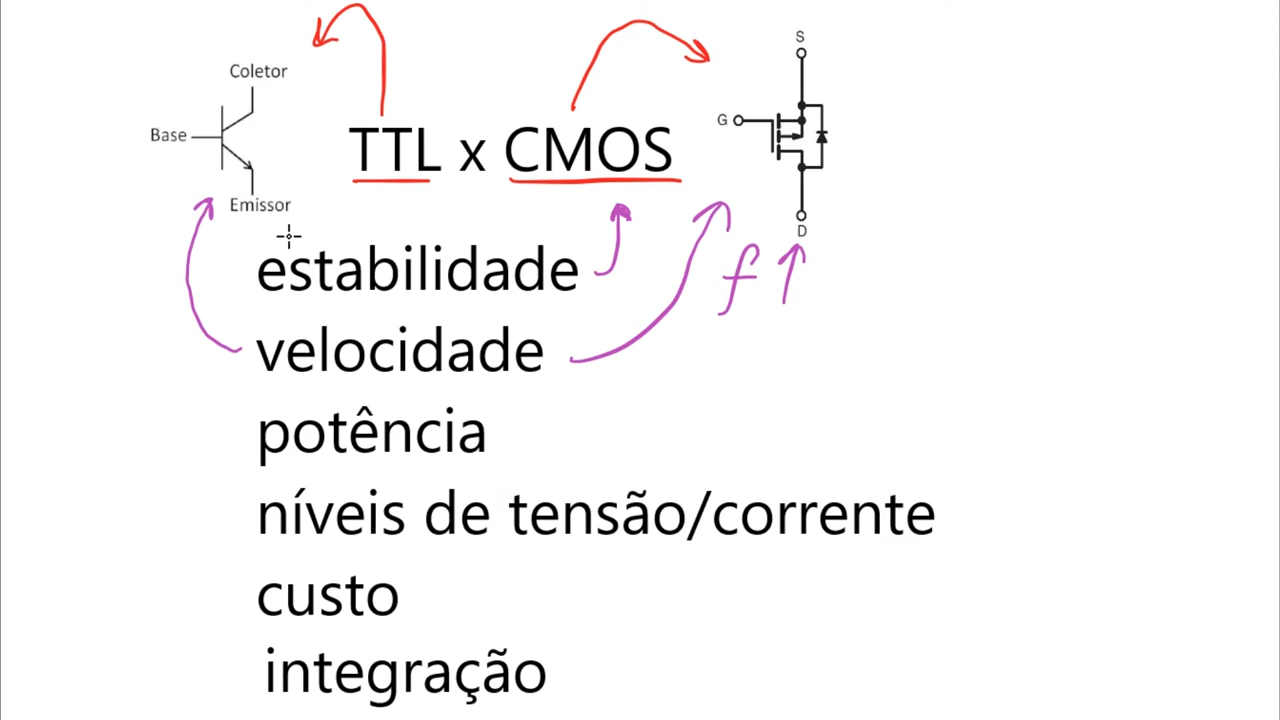 S
Coletor
G
Base
TTL x CMOS
Emissor
D
estabilidade
f ↑
velocidade
potência
níveis de tensão/corrente
custo
integração